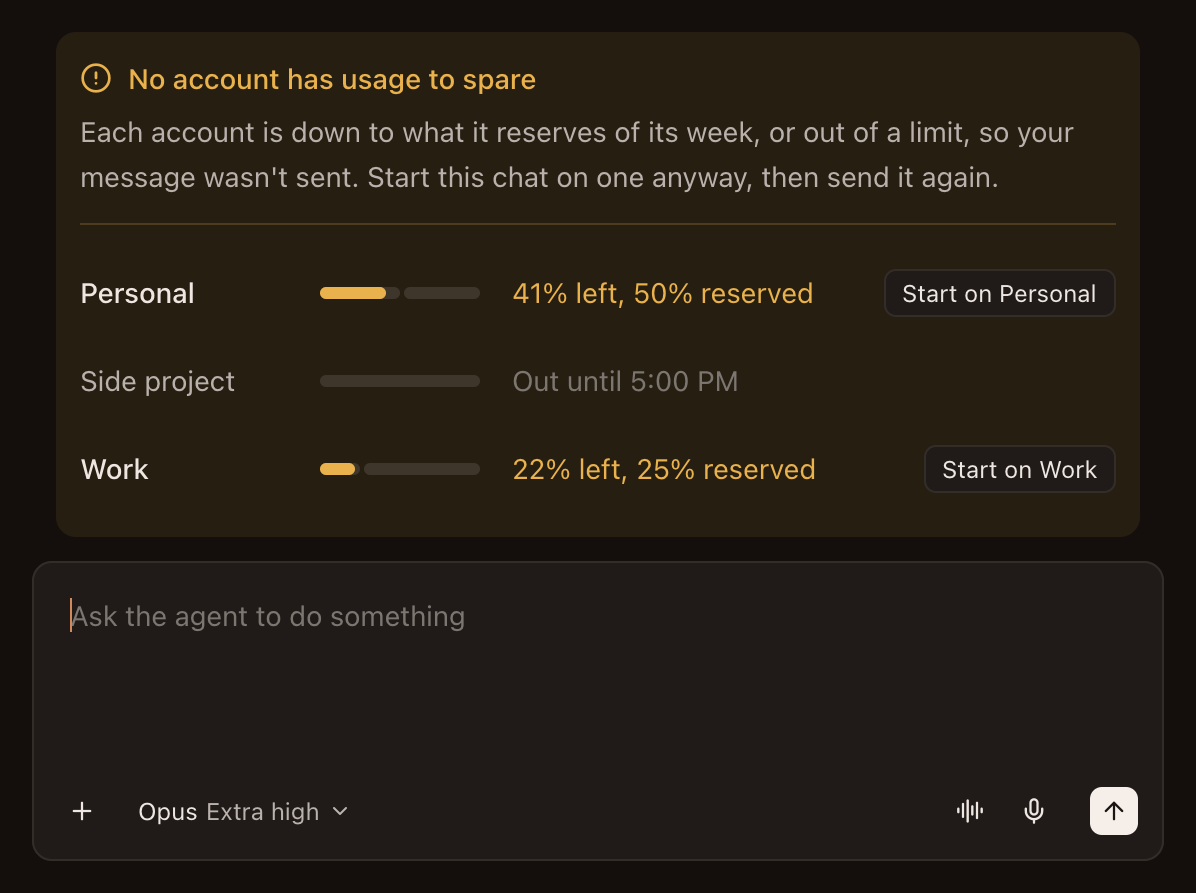 No account has usage to spare
Each account is down to what it reserves of its week, or out of a limit, so your
message wasn't sent. Start this chat on one anyway, then send it again.
Personal 41% left, 50% reserved Start on Personal
Side project Out until 5:00 PM
Work 22% left, 25% reserved Start on Work
Ask the agent to do something
Opus Extra high